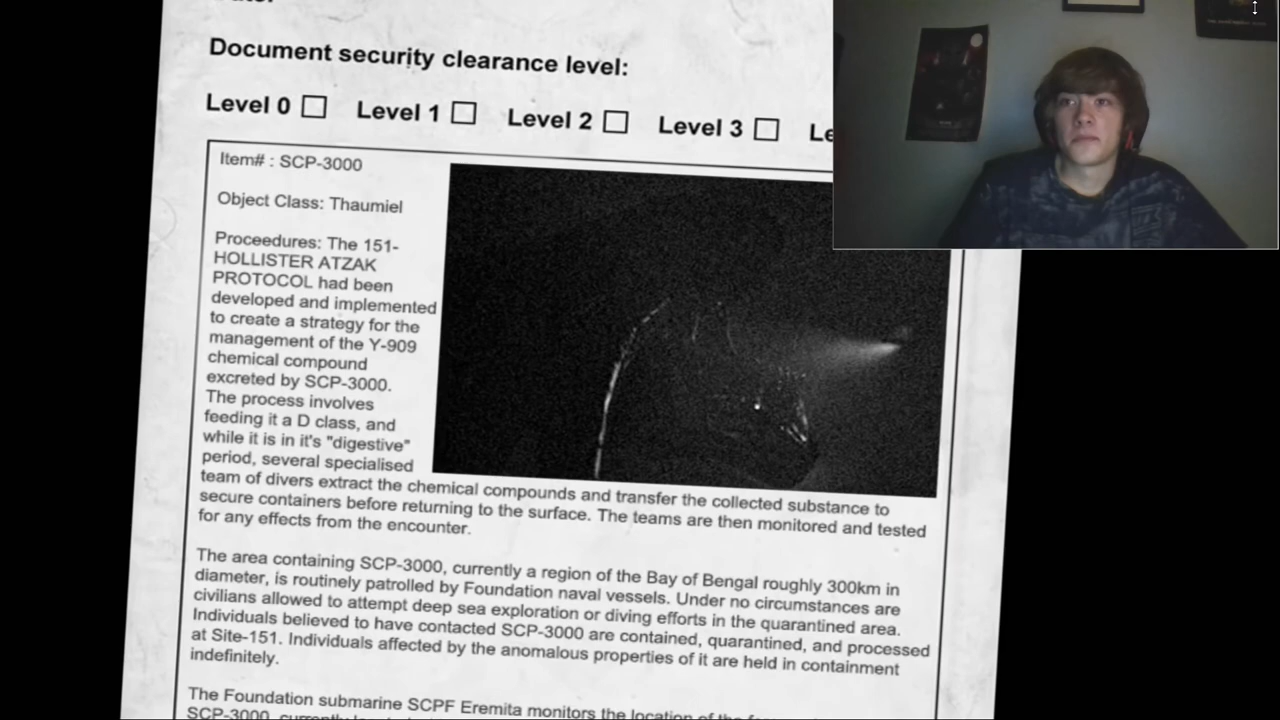 Document security clearance level:
Level 0 Level 1 Level 2 Level 3
Item# : SCP-3000
Object Class: Thaumiel
Proceedures: The 151-
HOLLISTER ATZAK
PROTOCOL had been
developed and implemented
to create a strategy for the
management of the Y-909
chemical compound
excreted by SCP-3000.
The process involves
feeding it a D class, and
while it is in it's "digestive"
period, several specialised
team of divers extract the chemical compounds and transfer the collected substance to
secure containers before returning to the surface. The teams are then monitored and tested
for any effects from the encounter.
The area containing SCP-3000, currently a region of the Bay of Bengal roughly 300km in
diameter, is routinely patrolled by Foundation naval vessels. Under no circumstances are
civilians allowed to attempt deep sea exploration or diving efforts in the quarantined area.
Individuals believed to have contacted SCP-3000 are contained, quarantined, and processed
at Site-151. Individuals affected by the anomalous properties of it are held in containment
indefinitely.
The Foundation submarine SCPF Eremita monitors the location of the
SCP-3000, currently